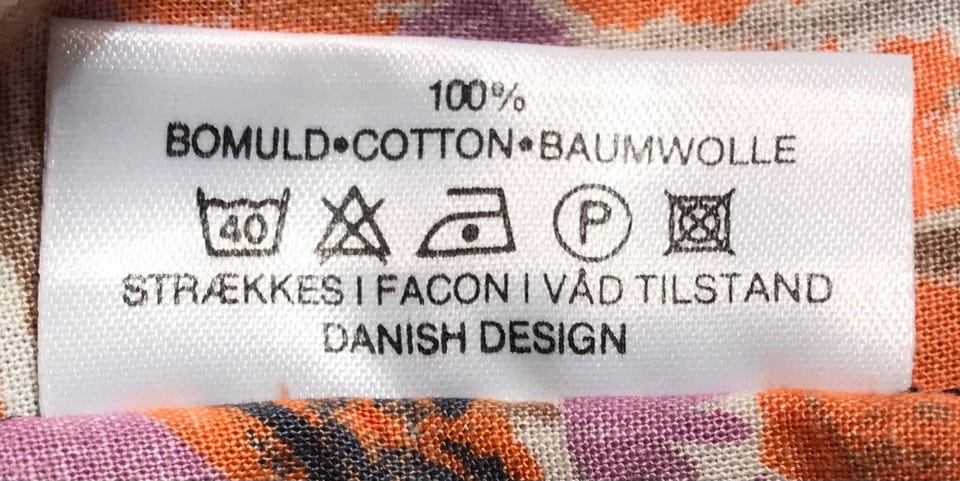 100%
BOMULD•COTTON•BAUMWOLLE
40 P
STRÆKKES I FACON I VÅD TILSTAND
DANISH DESIGN